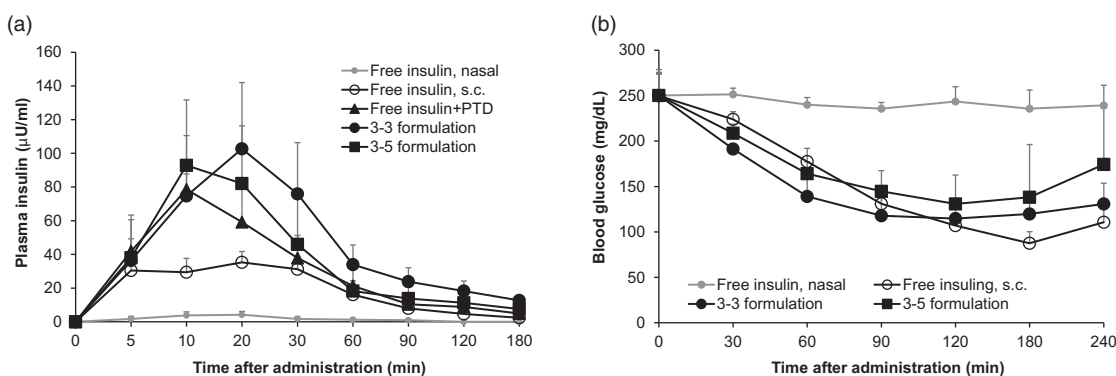 (a)
160
140
120
100
80
60
40
20
0
Plasma insulin (μU/ml)
0 5 10 20 30 60 90 120 180
Time after administration (min)
Free insulin, nasal
Free insulin, s.c.
Free insulin+PTD
3-3 formulation
3-5 formulation
(b)
300
250
200
150
100
50
0
Blood glucose (mg/dL)
0 30 60 90 120 180 240
Time after administration (min)
Free insulin, nasal Free insuling, s.c.
3-3 formulation 3-5 formulation